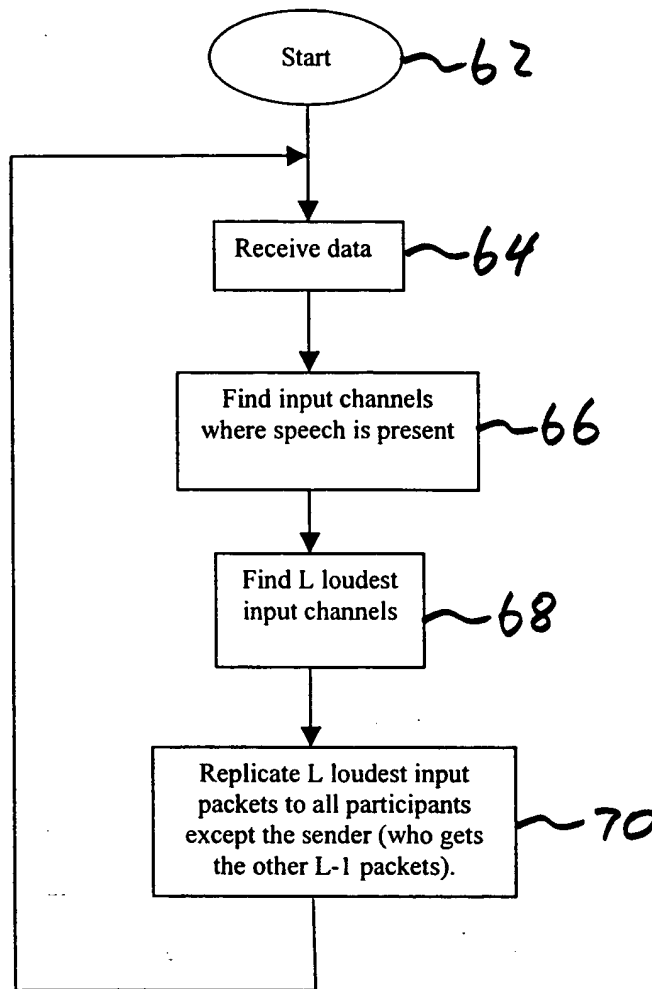 Start
62
Receive data
64
Find input channels
where speech is present
66
Find L loudest
input channels
68
Replicate L loudest input
packets to all participants
except the sender (who gets
the other L-1 packets).
70